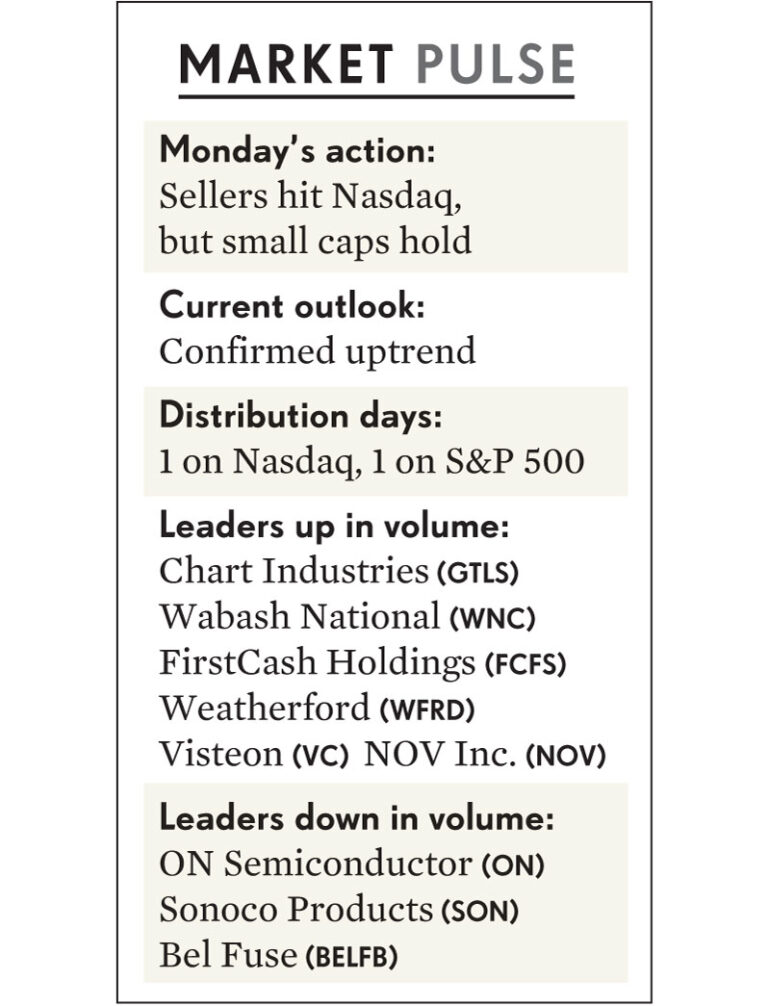 MARKET PULSE
Monday’s action:
Sellers hit Nasdaq,
but small caps hold
Current outlook:
Confirmed uptrend
Distribution days:
1 on Nasdaq, 1 on S&P 500
Leaders up in volume:
Chart Industries (GTLS)
Wabash National (WNC)
FirstCash Holdings (FCFS)
Weatherford (WFRD)
Visteon (VC) NOV Inc. (NOV)
Leaders down in volume:
ON Semiconductor (ON)
Sonoco Products (SON)
Bel Fuse (BELFB)